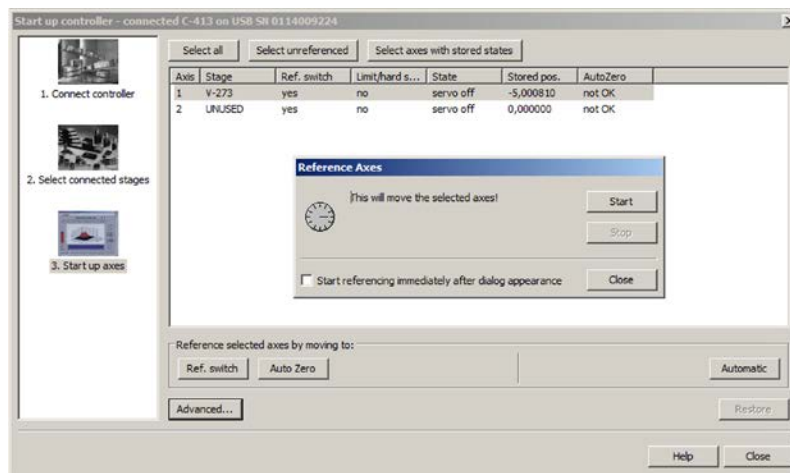 Start up controller - connected C-413 on USB SN 0114009224
1. Connect controller
2. Select connected stages
3. Start up axes
Select all Select unreferenced Select axes with stored states
Axis Stage Ref. switch Limit/hard s... State Stored pos. AutoZero
1 V-273 yes no servo off -5,000810 not OK
2 UNUSED yes no servo off 0,000000 not OK
Reference Axes
This will move the selected axes!
Start
Stop
Start referencing immediately after dialog appearance Close
Reference selected axes by moving to:
Ref. switch Auto Zero Automatic
Advanced... Restore
Help Close